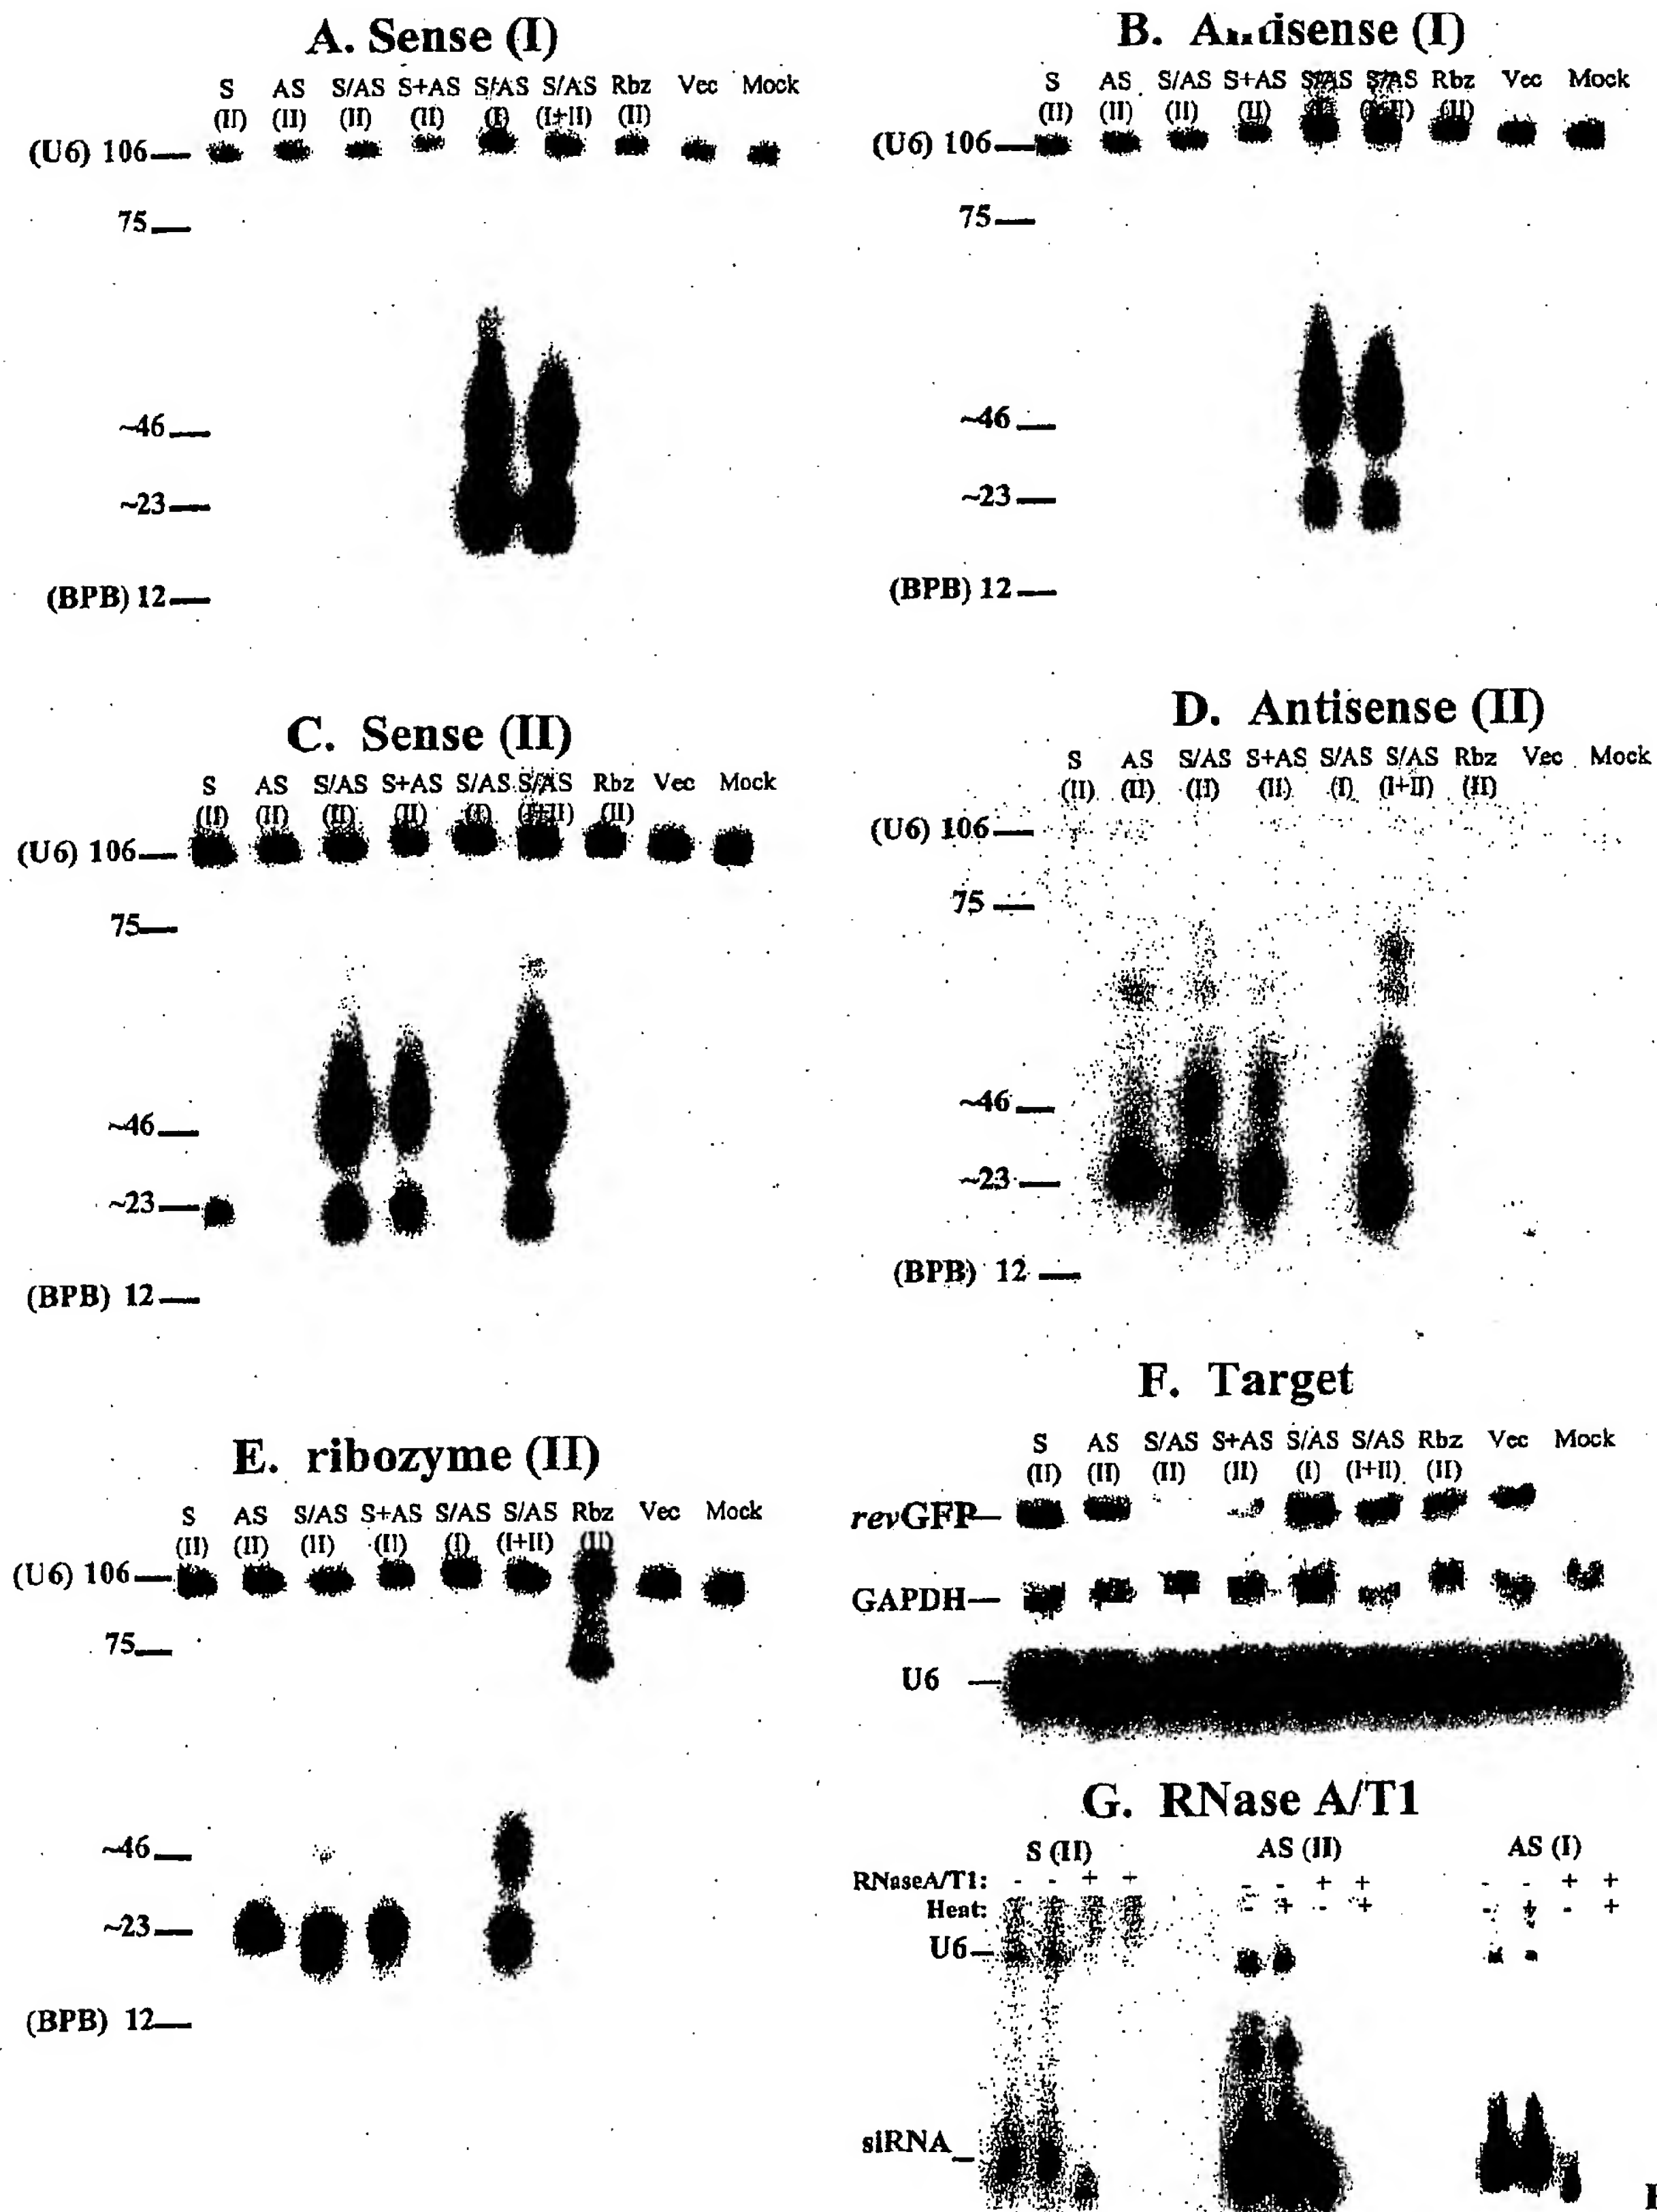 A. Sense (I)
S AS S/AS S+AS S/AS S/AS Rbz Vec Mock
(II) (II) (II) (II) (I) (I+II) (II)
(U6) 106
75
~46
~23
(BPB) 12
B. Antisense (I)
S AS S/AS S+AS S/AS S/AS Rbz Vec Mock
(II) (II) (II) (II) (II)
(U6) 106
75
~46
~23
(BPB) 12
C. Sense (II)
S AS S/AS S+AS S/AS S/AS Rbz Vec Mock
(II) (II) (II) (II) (I) (I+II) (II)
(U6) 106
75
~46
~23
(BPB) 12
D. Antisense (II)
S AS S/AS S+AS S/AS S/AS Rbz Vec Mock
(II) (II) (II) (II) (I) (I+II) (II)
(U6) 106
75
~46
~23
(BPB) 12
E. ribozyme (II)
S AS S/AS S+AS S/AS S/AS Rbz Vec Mock
(II) (II) (II) (II) (I) (I+II) (II)
(U6) 106
75
~46
~23
(BPB) 12
F. Target
S AS S/AS S+AS S/AS S/AS Rbz Vec Mock
(II) (II) (II) (II) (I) (I+II) (II)
revGFP
GAPDH
U6
G. RNase A/T1
S (II) AS (II) AS (I)
RNaseA/T1: - - + + - - + + - - + +
Heat: - + - + - + - +
U6
siRNA